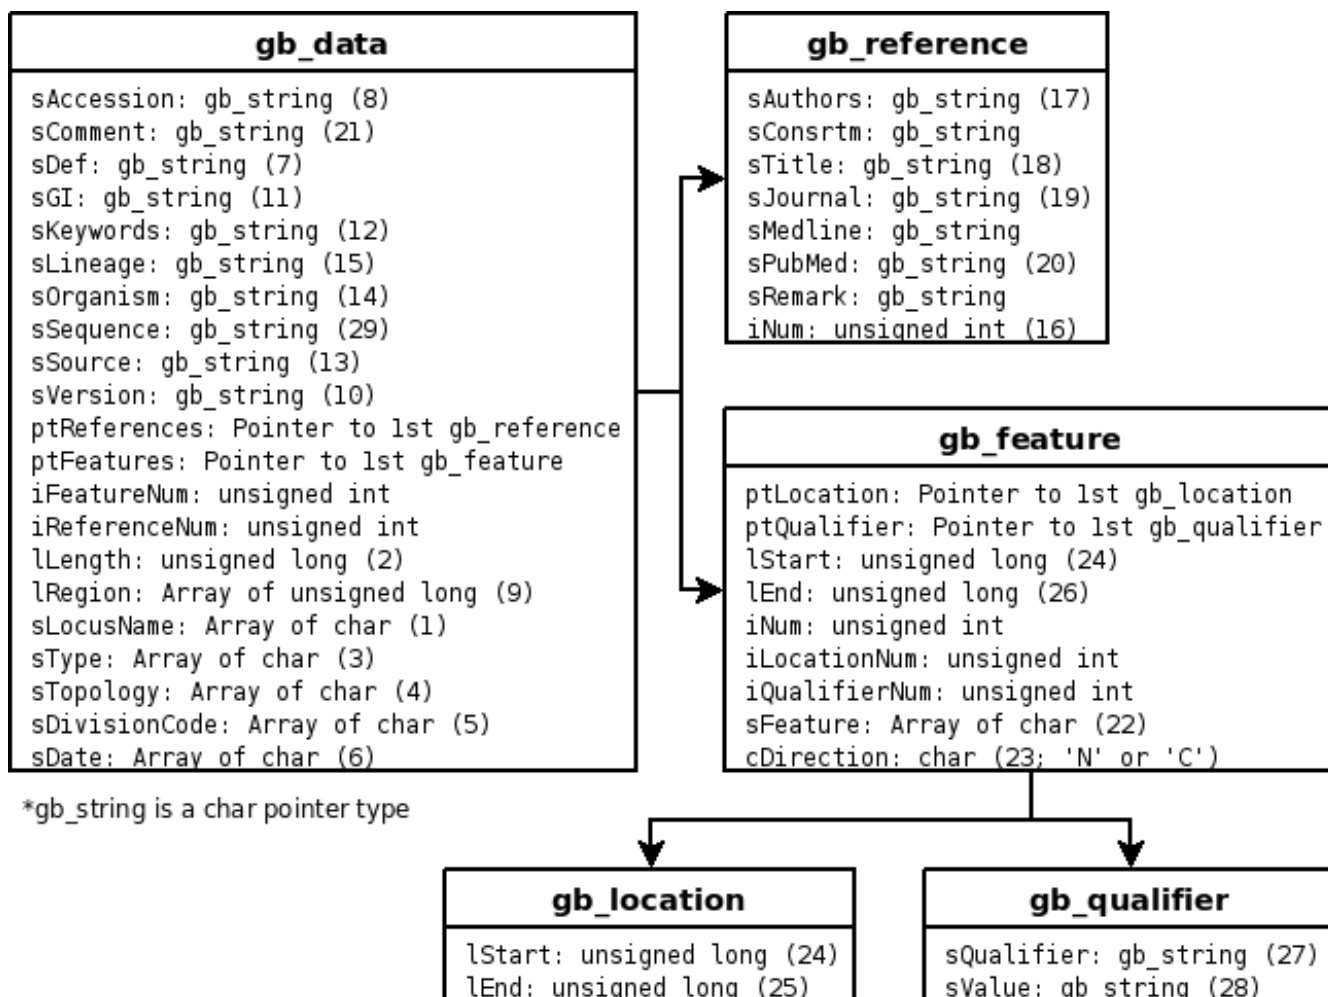 gb_data
sAccession: gb_string (8)
sComment: gb_string (21)
sDef: gb_string (7)
sGI: gb_string (11)
sKeywords: gb_string (12)
sLineage: gb_string (15)
sOrganism: gb_string (14)
sSequence: gb_string (29)
sSource: gb_string (13)
sVersion: gb_string (10)
ptReferences: Pointer to 1st gb_reference
ptFeatures: Pointer to 1st gb_feature
iFeatureNum: unsigned int
iReferenceNum: unsigned int
lLength: unsigned long (2)
lRegion: Array of unsigned long (9)
sLocusName: Array of char (1)
sType: Array of char (3)
sTopology: Array of char (4)
sDivisionCode: Array of char (5)
sDate: Array of char (6)
*gb_string is a char pointer type
gb_reference
sAuthors: gb_string (17)
sConsrtm: gb_string
sTitle: gb_string (18)
sJournal: gb_string (19)
sMedline: gb_string
sPubMed: gb_string (20)
sRemark: gb_string
iNum: unsigned int (16)
gb_feature
ptLocation: Pointer to 1st gb_location
ptQualifier: Pointer to 1st gb_qualifier
lStart: unsigned long (24)
lEnd: unsigned long (26)
iNum: unsigned int
iLocationNum: unsigned int
iQualifierNum: unsigned int
sFeature: Array of char (22)
cDirection: char (23; 'N' or 'C')
gb_location
lStart: unsigned long (24)
lEnd: unsigned long (25)
gb_qualifier
sQualifier: gb_string (27)
sValue: gb_string (28)